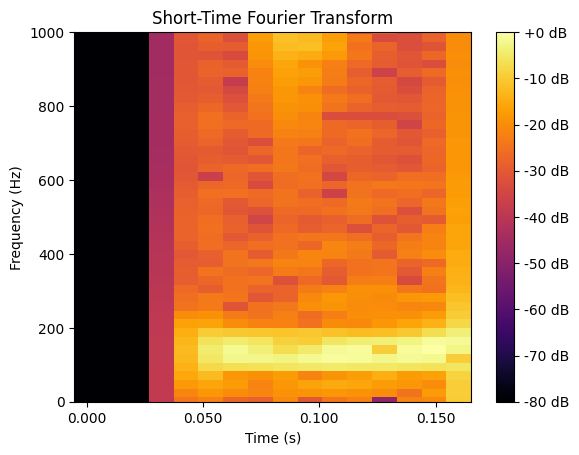 Short-Time Fourier Transform
1000
800
600
400
200
0
Frequency (Hz)
0.000
0.050
0.100
0.150
Time (s)
+0 dB
-10 dB
-20 dB
-30 dB
-40 dB
-50 dB
-60 dB
-70 dB
-80 dB